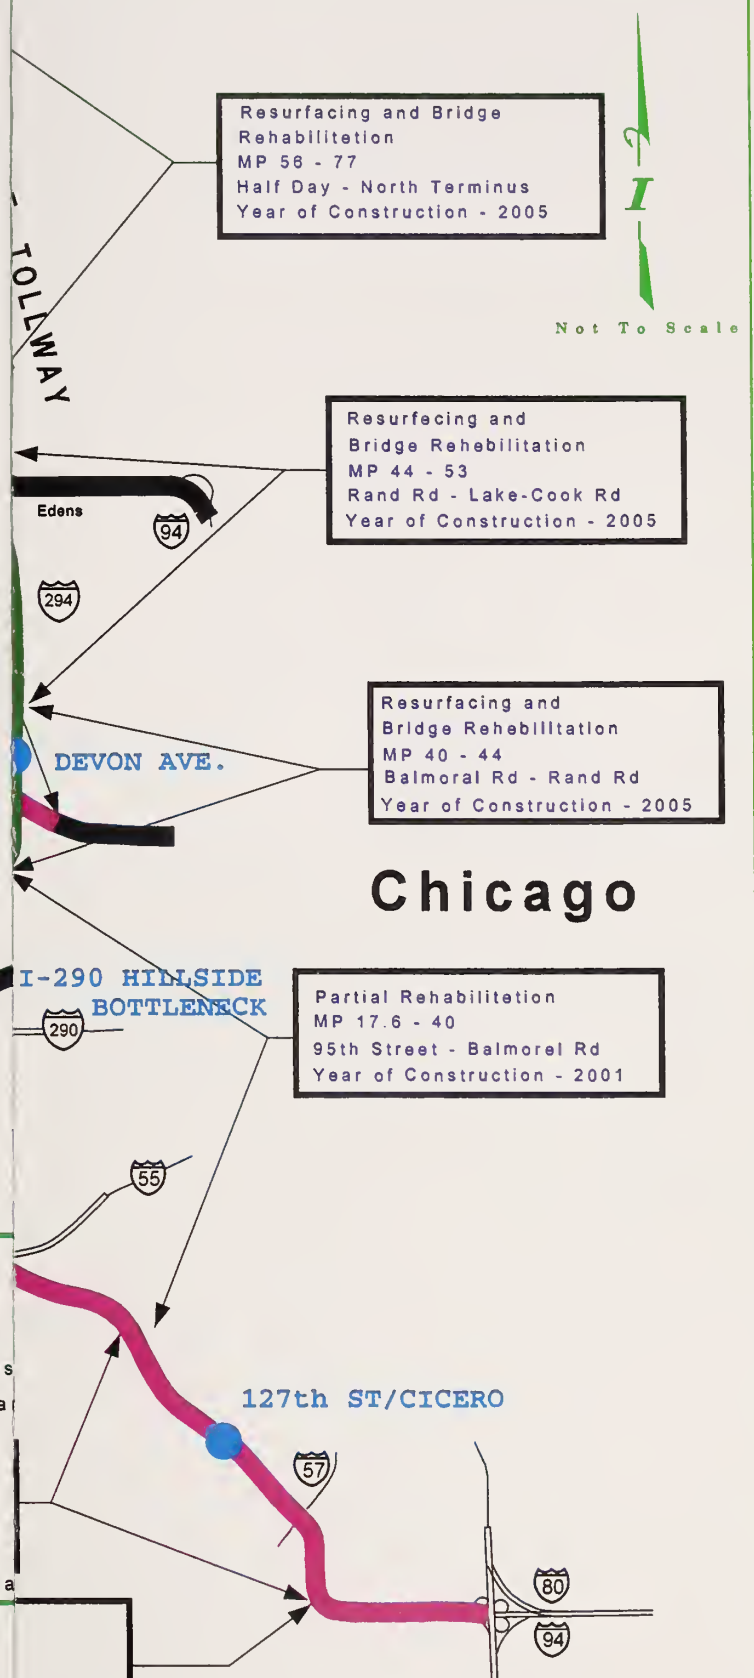 Resurfacing and Bridge
Rehabilitetion
MP 56 - 77
Half Day - North Terminus
Year of Construction - 2005
I
Not To Scale
- TOLLWAY
Resurfecing and
Bridge Rehebilitation
MP 44 - 53
Rand Rd - Lake-Cook Rd
Year of Construction - 2005
Edens
94
294
Resurfacing and
Bridge Rehebilitation
MP 40 - 44
Balmoral Rd - Rand Rd
Year of Construction - 2005
DEVON AVE.
Chicago
I-290 HILLSIDE
BOTTLENECK
290
Partial Rehabilitetion
MP 17.6 - 40
95th Street - Balmorel Rd
Year of Construction - 2001
55
s
a
127th ST/CICERO
57
a
80
94